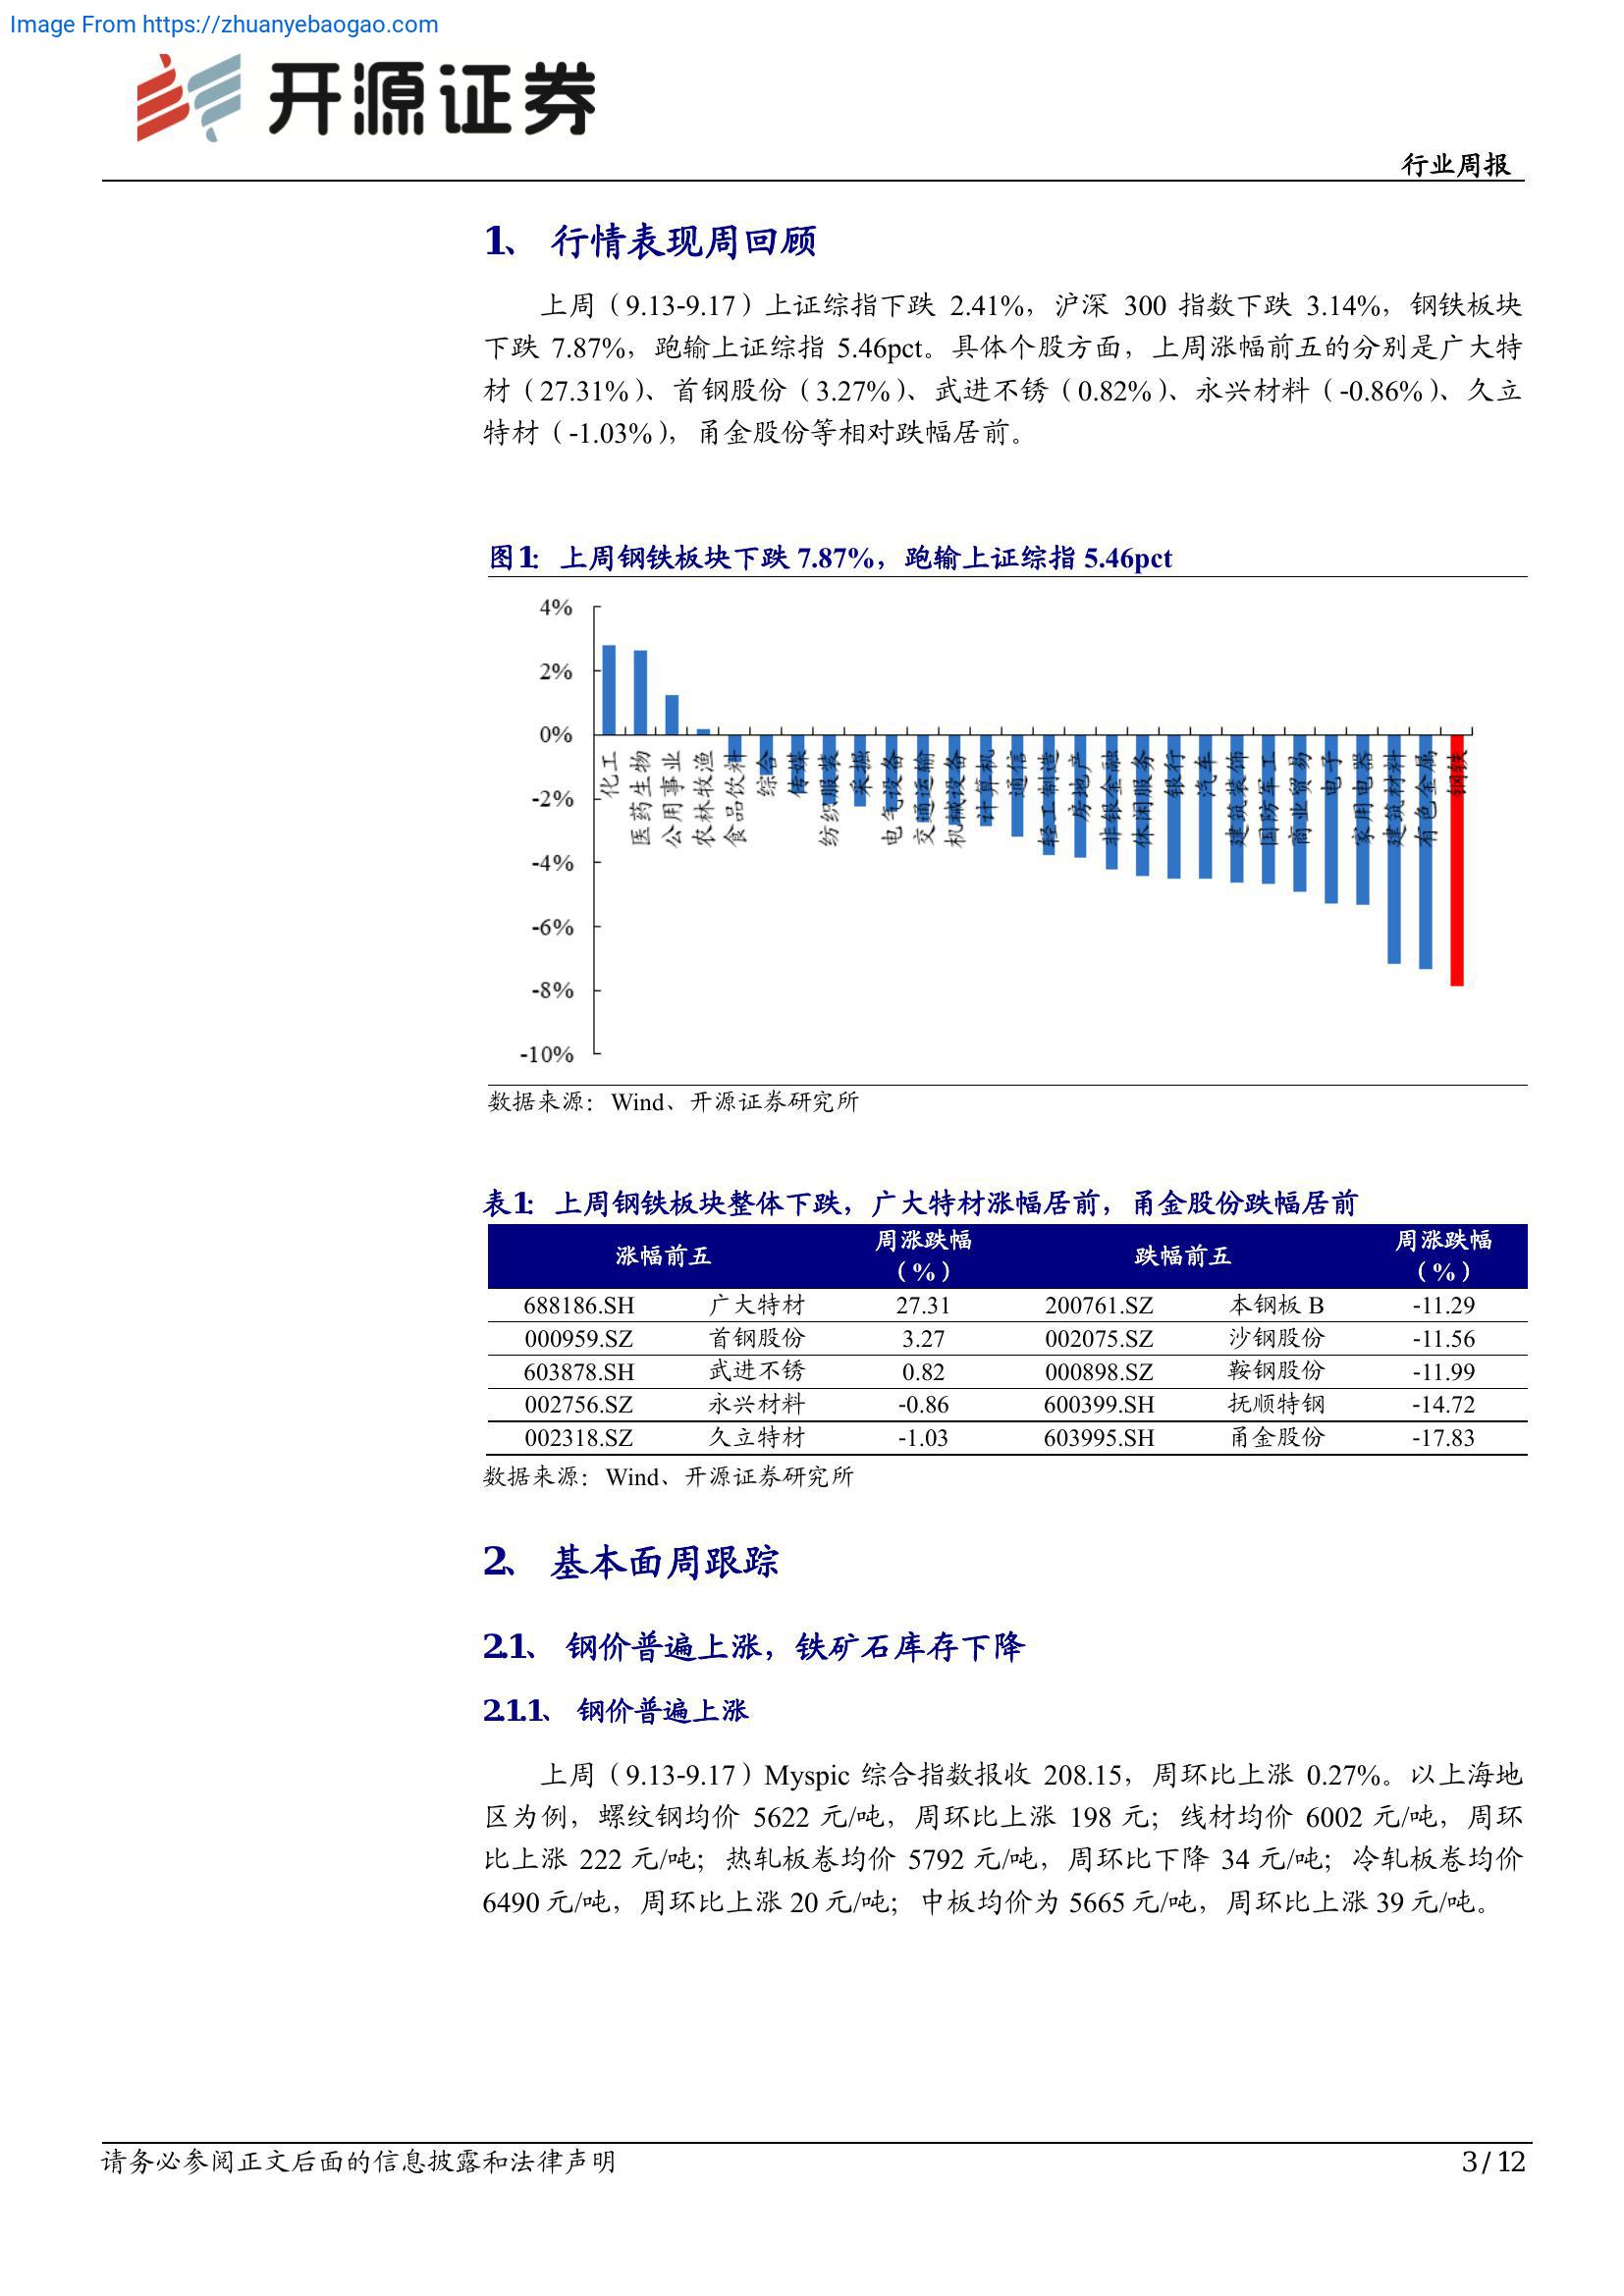 Image From https://zhuanyebaogao.com
开源证券
行业周报
1、 行情表现周回顾
上周（9.13-9.17）上证综指下跌 2.41%，沪深 300 指数下跌 3.14%，钢铁板块
下跌 7.87%，跑输上证综指 5.46pct。具体个股方面，上周涨幅前五的分别是广大特
材（27.31%）、首钢股份（3.27%）、武进不锈（0.82%）、永兴材料（-0.86%）、久立
特材（-1.03%），甬金股份等相对跌幅居前。
图1： 上周钢铁板块下跌 7.87%，跑输上证综指 5.46pct
4%
2%
0%
-2%
-4%
-6%
-8%
-10%
化工
医药生物
公用事业
农林牧渔
食品饮料
综合
传媒
纺织服装
采掘
电气设备
交通运输
机械设备
计算机
通信
轻工制造
房地产
非银金融
休闲服务
银行
汽车
建筑装饰
国防军工
商业贸易
电子
家用电器
建筑材料
有色金属
钢铁
数据来源：Wind、开源证券研究所
表1： 上周钢铁板块整体下跌，广大特材涨幅居前，甬金股份跌幅居前
涨幅前五 周涨跌幅（%） 跌幅前五 周涨跌幅（%）
688186.SH 广大特材 27.31 200761.SZ 本钢板 B -11.29
000959.SZ 首钢股份 3.27 002075.SZ 沙钢股份 -11.56
603878.SH 武进不锈 0.82 000898.SZ 鞍钢股份 -11.99
002756.SZ 永兴材料 -0.86 600399.SH 抚顺特钢 -14.72
002318.SZ 久立特材 -1.03 603995.SH 甬金股份 -17.83
数据来源：Wind、开源证券研究所
2、 基本面周跟踪
2.1、 钢价普遍上涨，铁矿石库存下降
2.1.1、 钢价普遍上涨
上周（9.13-9.17）Myspic 综合指数报收 208.15，周环比上涨 0.27%。以上海地
区为例，螺纹钢均价 5622 元/吨，周环比上涨 198 元；线材均价 6002 元/吨，周环
比上涨 222 元/吨；热轧板卷均价 5792 元/吨，周环比下降 34 元/吨；冷轧板卷均价
6490 元/吨，周环比上涨 20 元/吨；中板均价为 5665 元/吨，周环比上涨 39 元/吨。
请务必参阅正文后面的信息披露和法律声明
3 / 12